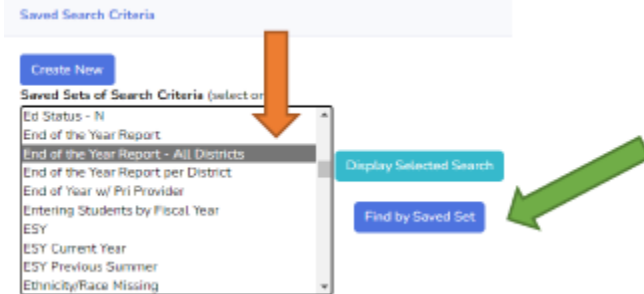 Saved Search Criteria
Create New
Saved Sets of Search Criteria (select or
Ed Status - N
End of the Year Report
End of the Year Report - All Districts
End of the Year Report per District
End of Year w/ Pri Provider
Entering Students by Fiscal Year
ESY
ESY Current Year
ESY Previous Summer
Ethnicity/Race Missing
Display Selected Search
Find by Saved Set